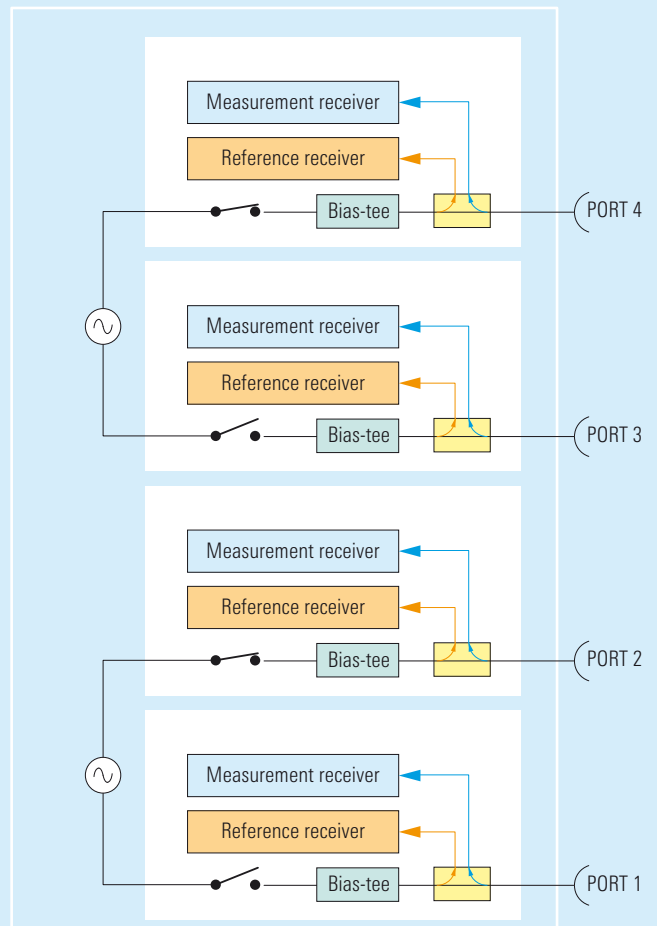 Measurement receiver
Reference receiver
Bias-tee
PORT 4
Measurement receiver
Reference receiver
Bias-tee
PORT 3
Measurement receiver
Reference receiver
Bias-tee
PORT 2
Measurement receiver
Reference receiver
Bias-tee
PORT 1